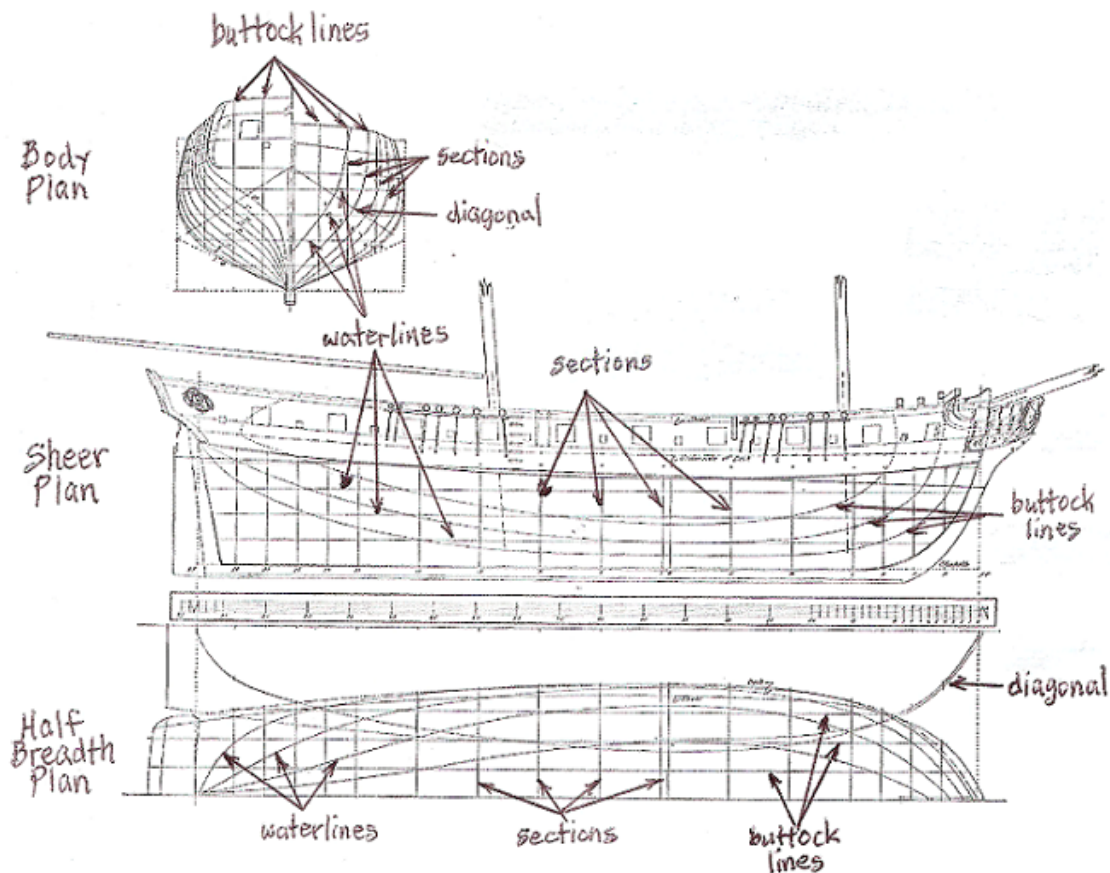 buttock lines
Body
Plan
sections
diagonal
waterlines
sections
Sheer
Plan
buttock
lines
diagonal
Half
Breadth
Plan
waterlines
sections
buttock
lines